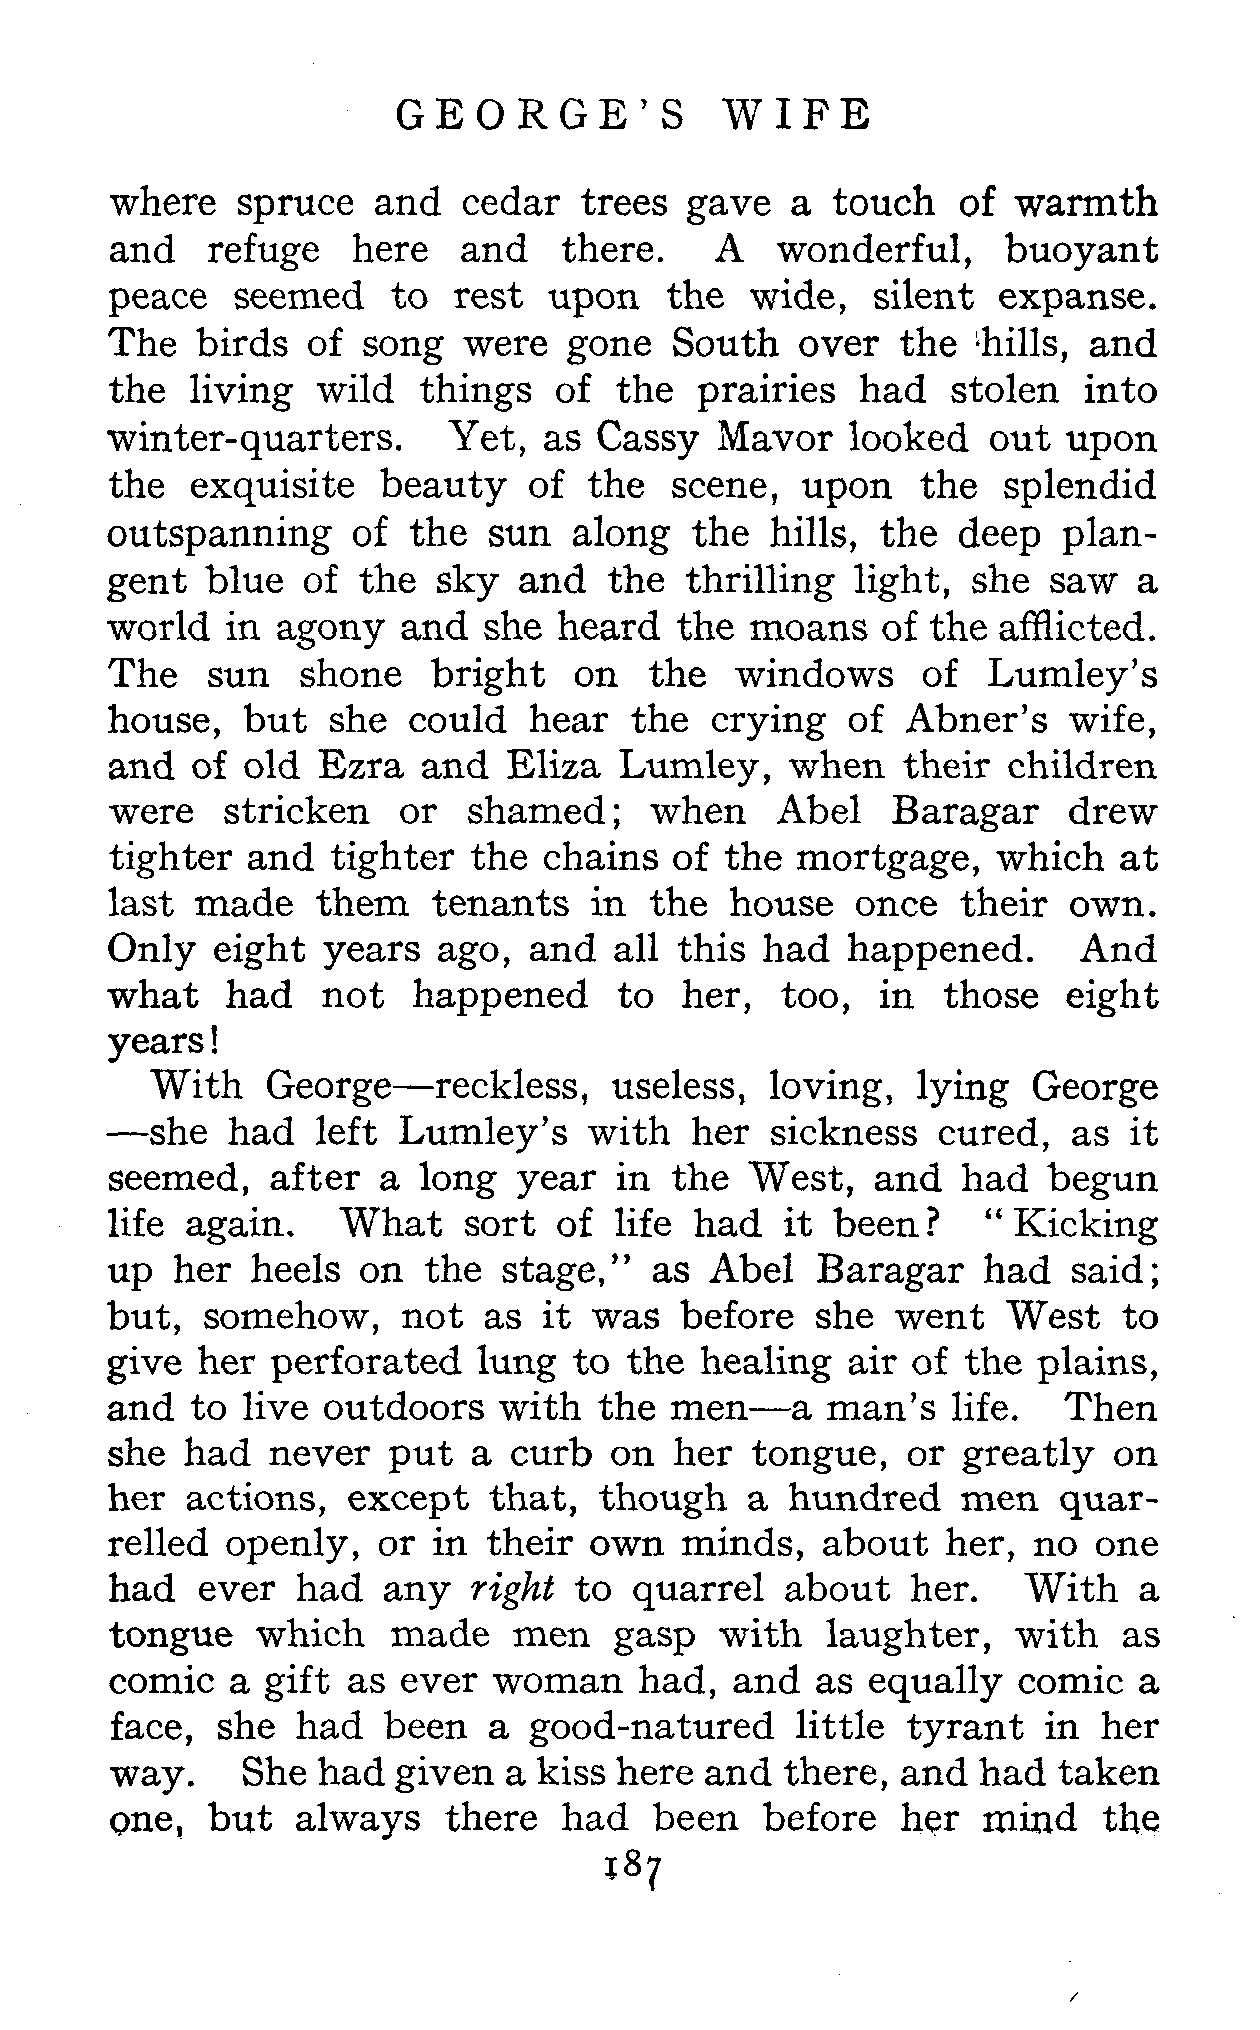 GEORGE'S WIFE
where spruce and cedar trees gave a touch of warmth
and refuge here and there. A wonderful, buoyant
peace seemed to rest upon the wide, silent expanse.
The birds of song were gone South over the hills, and
the living wild things of the prairies had stolen into
winter-quarters. Yet, as Cassy Mavor looked out upon
the exquisite beauty of the scene, upon the splendid
outspanning of the sun along the hills, the deep plan-
gent blue of the sky and the thrilling light, she saw a
world in agony and she heard the moans of the afflicted.
The sun shone bright on the windows of Lumley's
house, but she could hear the crying of Abner's wife,
and of old Ezra and Eliza Lumley, when their children
were stricken or shamed; when Abel Baragar drew
tighter and tighter the chains of the mortgage, which at
last made them tenants in the house once their own.
Only eight years ago, and all this had happened. And
what had not happened to her, too, in those eight
years!
With George—reckless, useless, loving, lying George
—she had left Lumley's with her sickness cured, as it
seemed, after a long year in the West, and had begun
life again. What sort of life had it been? "Kicking
up her heels on the stage," as Abel Baragar had said;
but, somehow, not as it was before she went West to
give her perforated lung to the healing air of the plains,
and to live outdoors with the men—a man's life. Then
she had never put a curb on her tongue, or greatly on
her actions, except that, though a hundred men quar-
relled openly, or in their own minds, about her, no one
had ever had any right to quarrel about her. With a
tongue which made men gasp with laughter, with as
comic a gift as ever woman had, and as equally comic a
face, she had been a good-natured little tyrant in her
way. She had given a kiss here and there, and had taken
one, but always there had been before her mind the
187